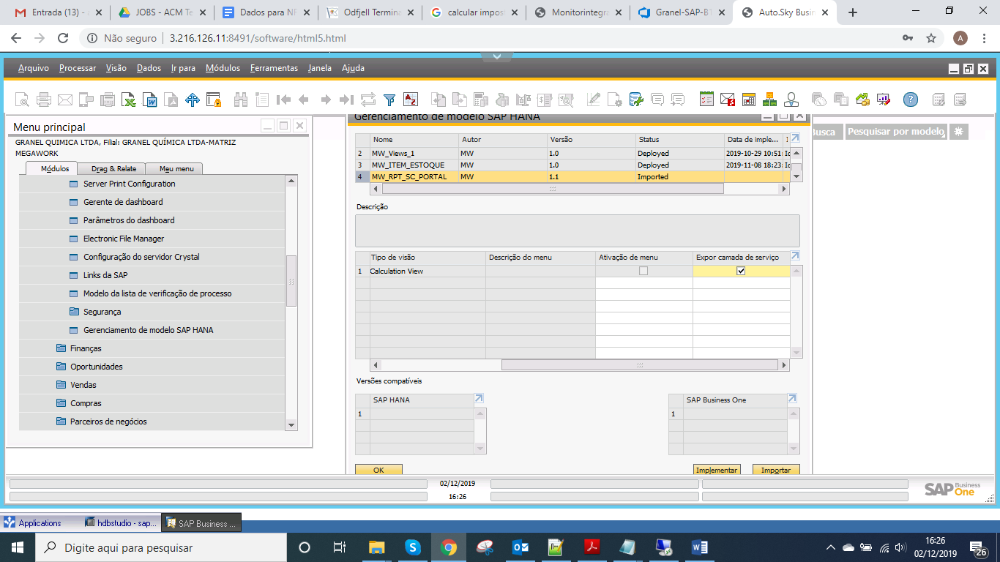 Entrada (13) - A
JOBS - ACM Te
Dados para NF
Odfjell Termina
calcular impos
Monitorintegra
Granel-SAP-B1
Auto.Sky Busin
Não seguro
3.216.126.11:8491/software/html5.html
A
Arquivo Processar Visão Dados Ir para Módulos Ferramentas Janela Ajuda
Menu principal
GRANEL QUIMICA LTDA, Filial: GRANEL QUÍMICA LTDA-MATRIZ
MEGAWORK
Módulos Drag & Relate Meu menu
Server Print Configuration
Gerente de dashboard
Parâmetros do dashboard
Electronic File Manager
Configuração do servidor Crystal
Links da SAP
Modelo da lista de verificação de processo
Segurança
Gerenciamento de modelo SAP HANA
Finanças
Oportunidades
Vendas
Compras
Parceiros de negócios
Gerenciamento de modelo SAP HANA
Nome Autor Versão Status Data de imple...
2 MW_Views_1 MW 1.0 Deployed 2019-10-29 10:51:
3 MW_ITEM_ESTOQUE MW 1.0 Deployed 2019-11-08 18:23:
4 MW_RPT_SC_PORTAL MW 1.1 Imported
Descrição
Tipo de visão Descrição do menu Ativação de menu Expor camada de serviço
1 Calculation View
Versões compatíveis
SAP HANA
1
SAP Business One
1
OK Implementar Importar
usca Pesquisar por modelo
02/12/2019
16:26
SAP Business One
Applications
hdbstudio - sap...
SAP Business ...
Digite aqui para pesquisar
16:26
02/12/2019
26